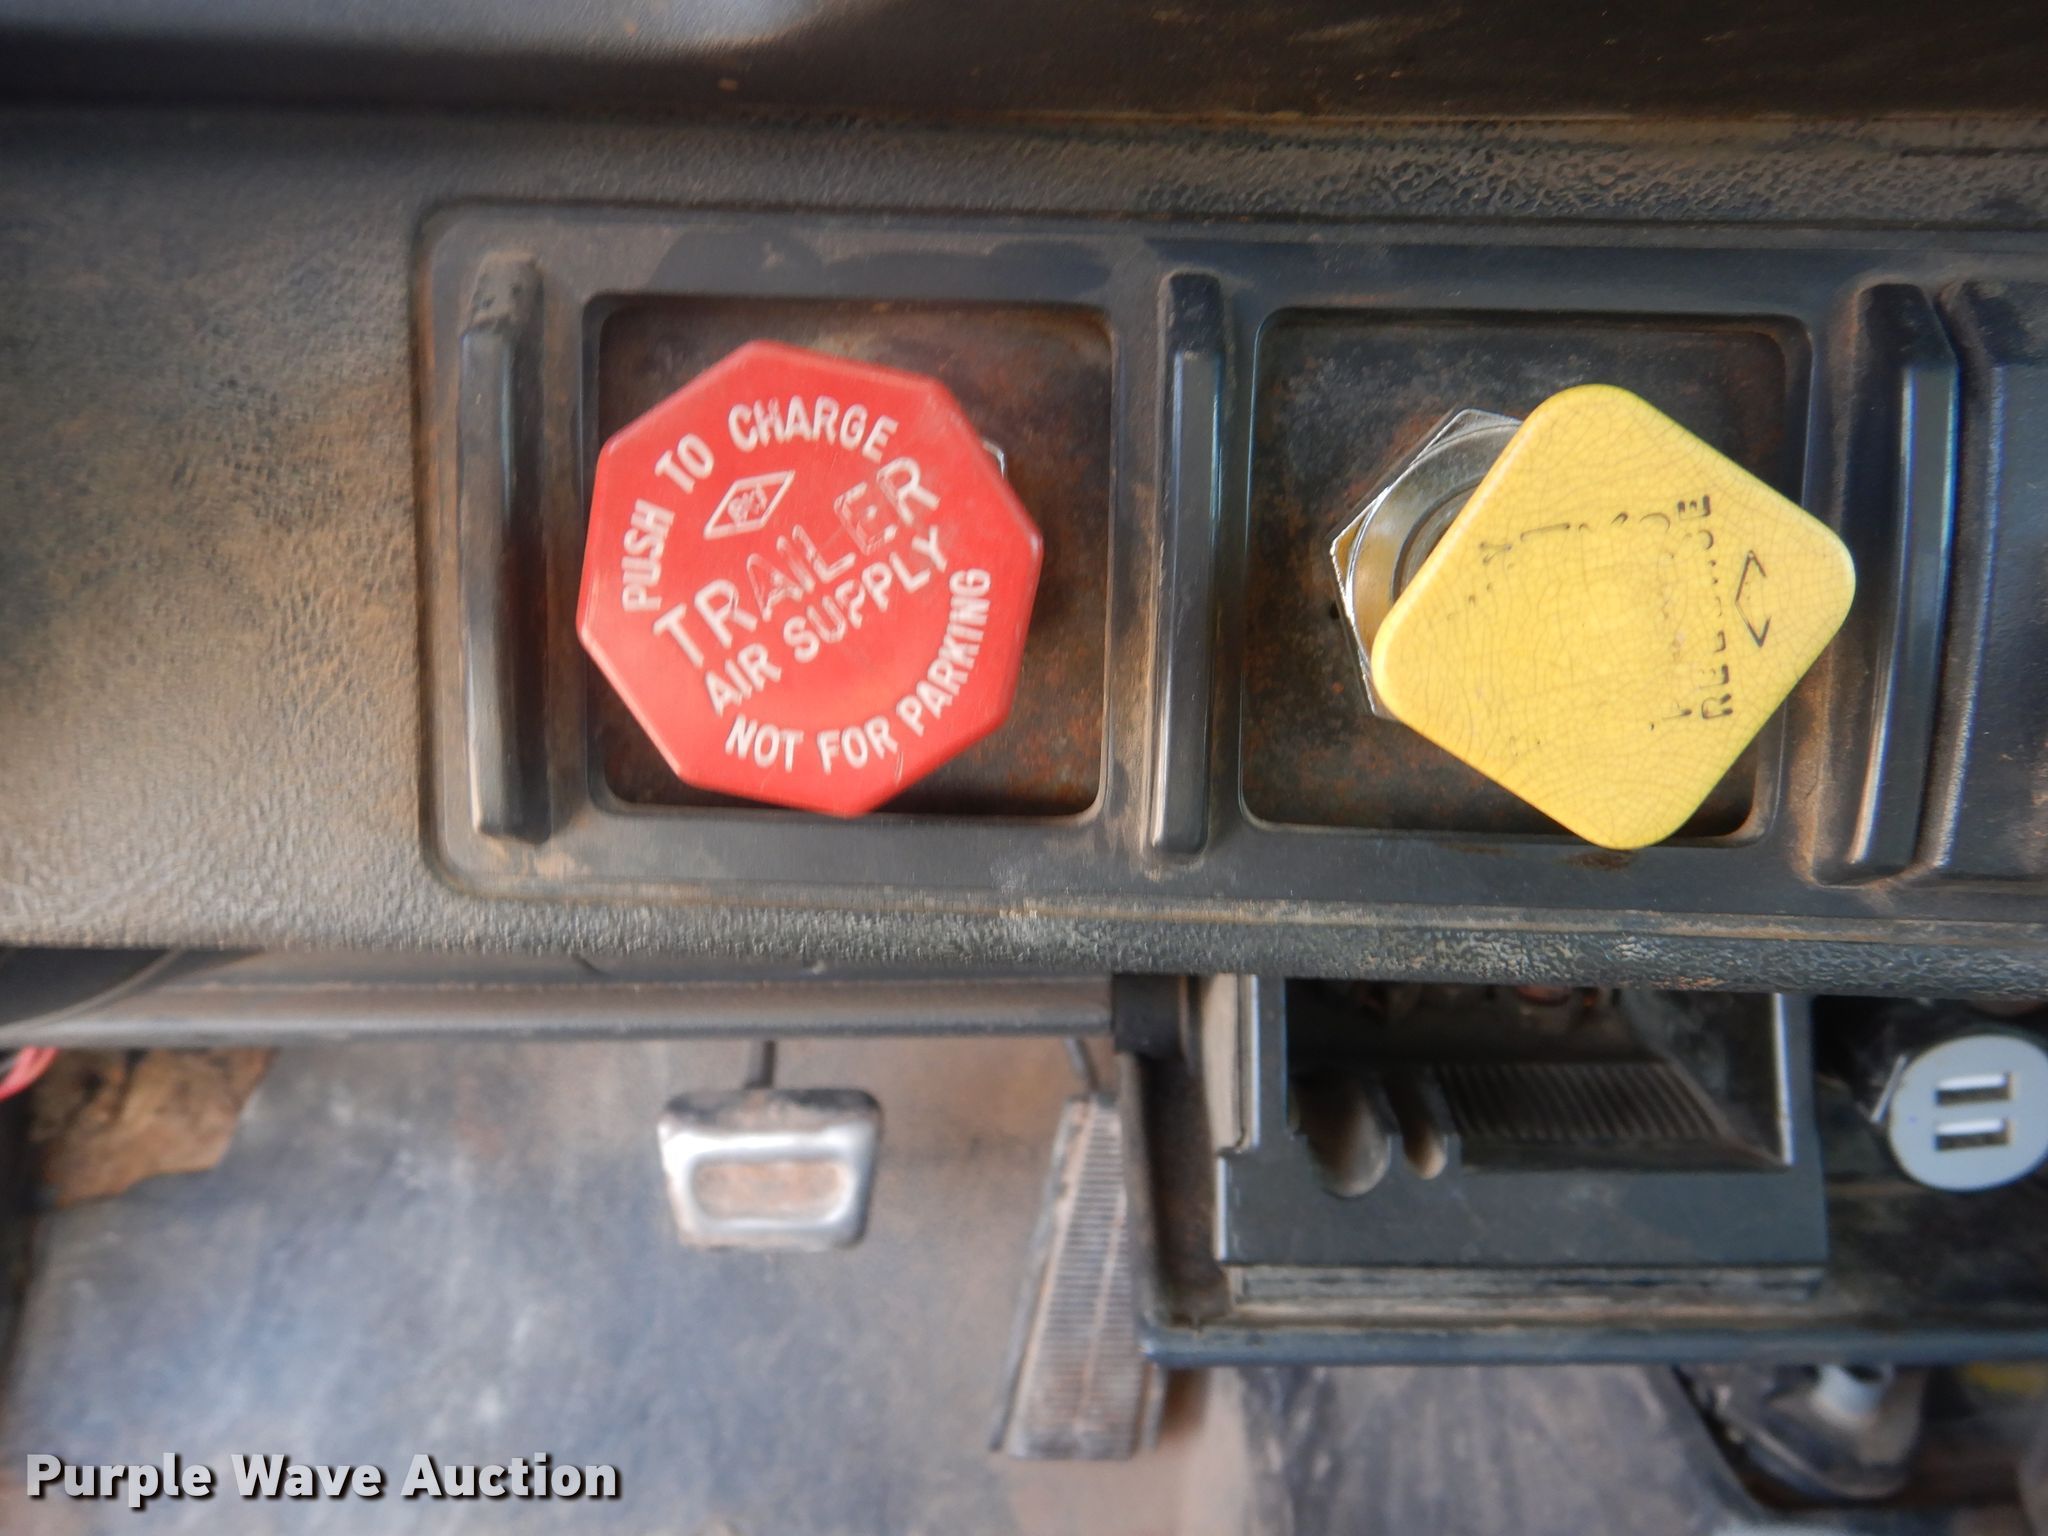 PUSH TO CHARGE
TRAILER
AIR SUPPLY
NOT FOR PARKING
RELEASE
Purple Wave Auction